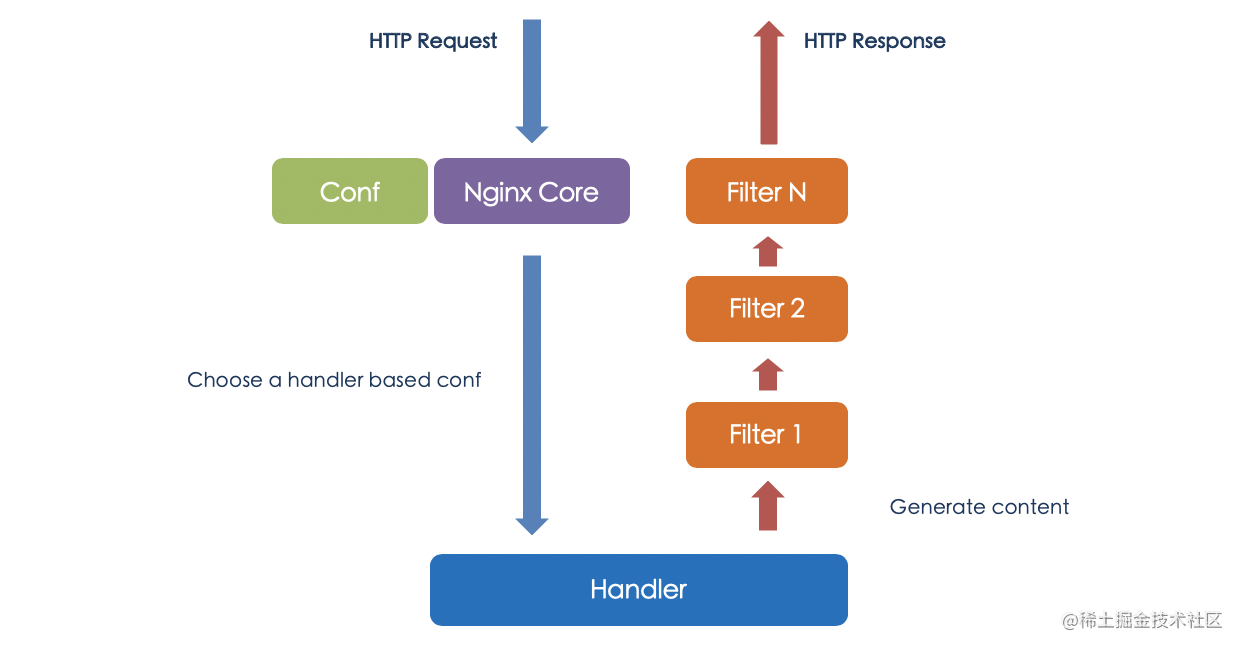 HTTP Request
HTTP Response
Conf
Nginx Core
Filter N
Filter 2
Choose a handler based conf
Filter 1
Generate content
Handler
@稀土掘金技术社区